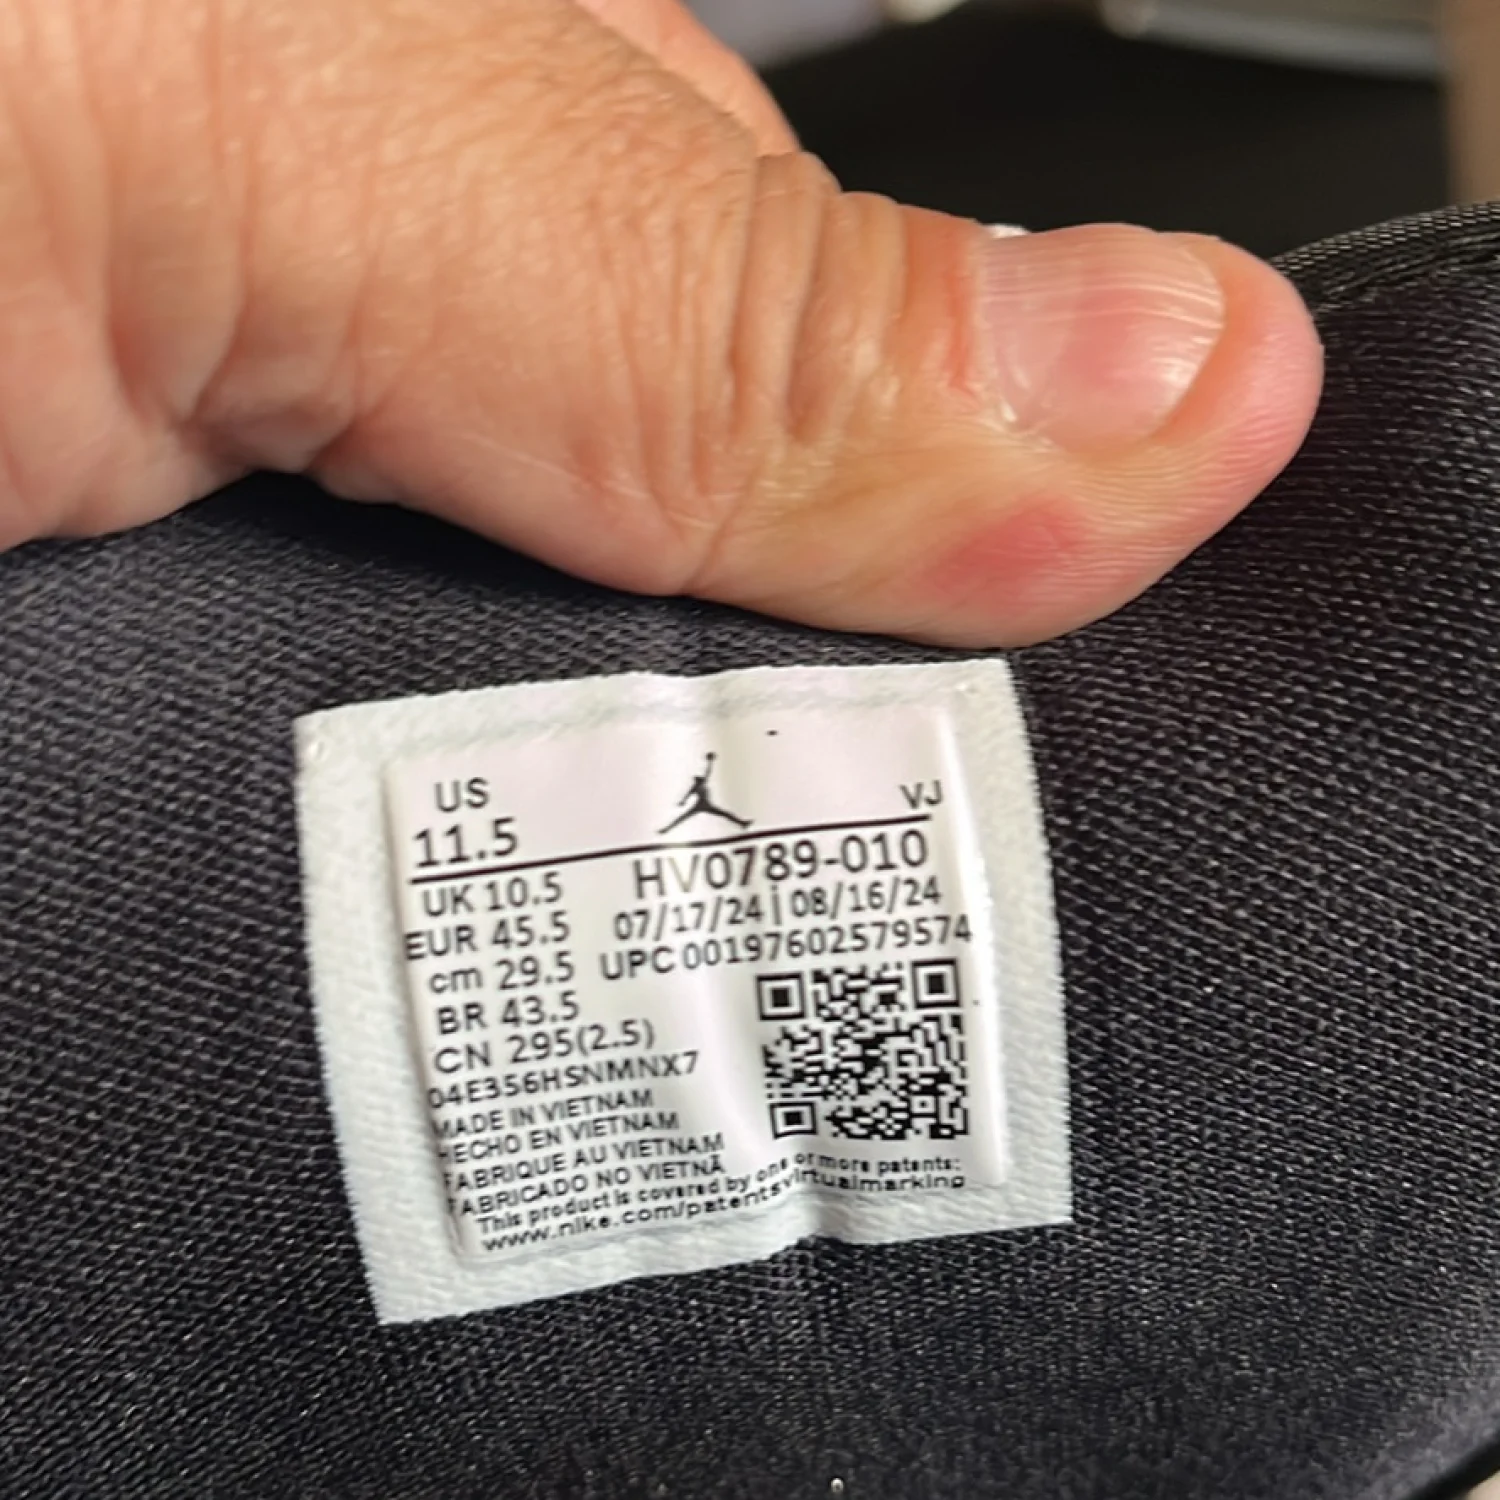 US
11.5
VJ
UK 10.5
EUR 45.5
cm 29.5
BR 43.5
CN 295(2.5)
HV0789-010
07/17/24 | 08/16/24
UPC 00197602579574
04E356HSNMNX7
MADE IN VIETNAM
HECHO EN VIETNAM
FABRIQUE AU VIETNAM
FABRICADO NO VIETNÃ
This product is covered by one or more patents:
www.nike.com/patentsvirtualmarking